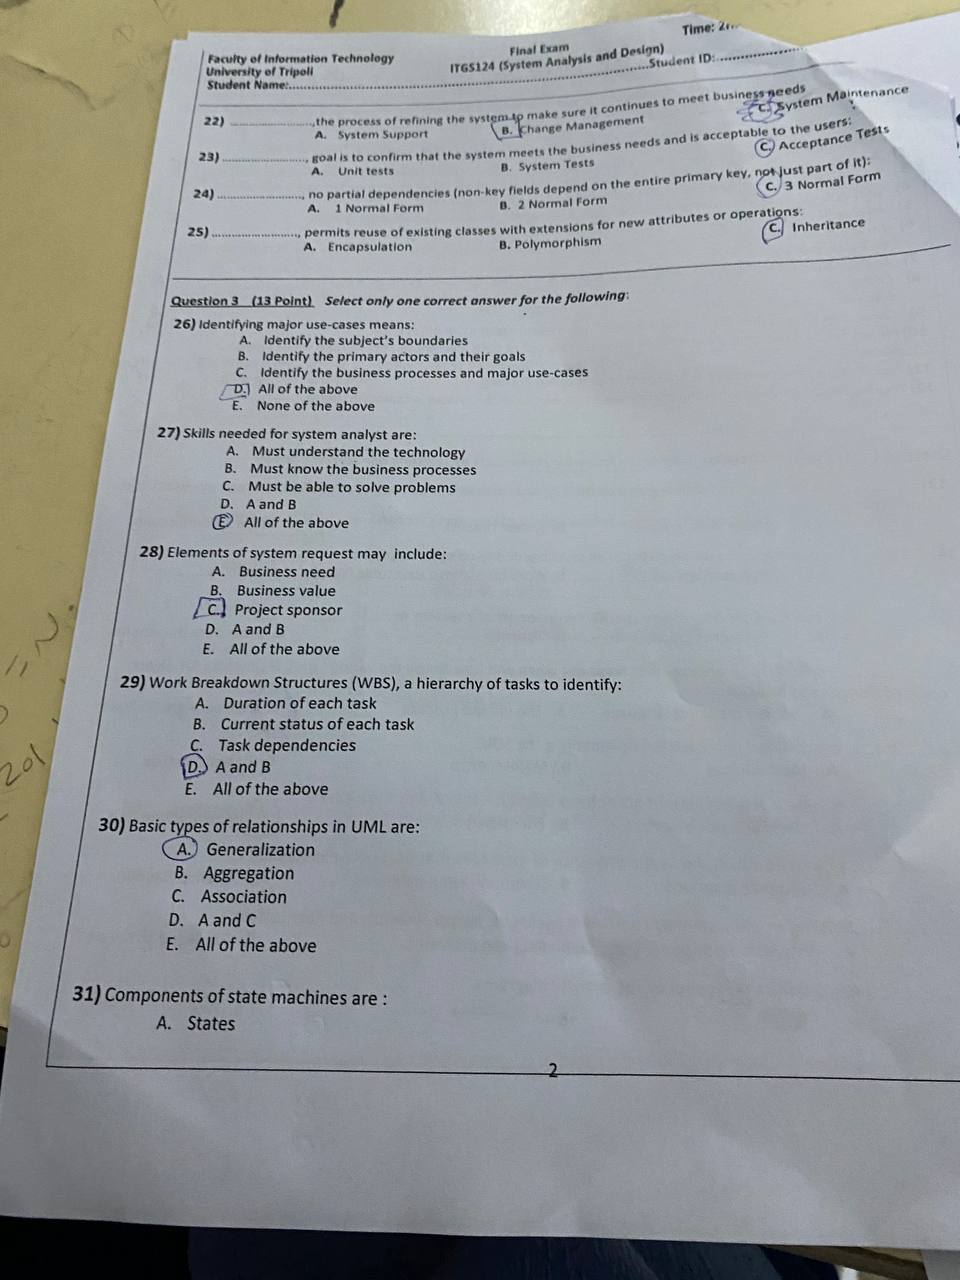 Time: 2
Faculty of Information Technology
Final Exam
University of Tripoli
ITGS124 (System Analysis and Design)
Student Name:........................Student ID:....................
22) ....................,the process of refining the system to make sure it continues to meet business needs
A. System Support B. Change Management C. System Maintenance
23) ...................., goal is to confirm that the system meets the business needs and is acceptable to the users:
A. Unit tests B. System Tests C. Acceptance Tests
24) ...................., no partial dependencies (non-key fields depend on the entire primary key, not just part of it):
A. 1 Normal Form B. 2 Normal Form C. 3 Normal Form
25) ...................., permits reuse of existing classes with extensions for new attributes or operations:
A. Encapsulation B. Polymorphism C. Inheritance
Question 3 (13 Point) Select only one correct answer for the following:
26) Identifying major use-cases means:
A. Identify the subject's boundaries
B. Identify the primary actors and their goals
C. Identify the business processes and major use-cases
D. All of the above
E. None of the above
27) Skills needed for system analyst are:
A. Must understand the technology
B. Must know the business processes
C. Must be able to solve problems
D. A and B
E. All of the above
28) Elements of system request may include:
A. Business need
B. Business value
C. Project sponsor
D. A and B
E. All of the above
29) Work Breakdown Structures (WBS), a hierarchy of tasks to identify:
A. Duration of each task
B. Current status of each task
C. Task dependencies
D. A and B
E. All of the above
30) Basic types of relationships in UML are:
A. Generalization
B. Aggregation
C. Association
D. A and C
E. All of the above
31) Components of state machines are :
A. States
2